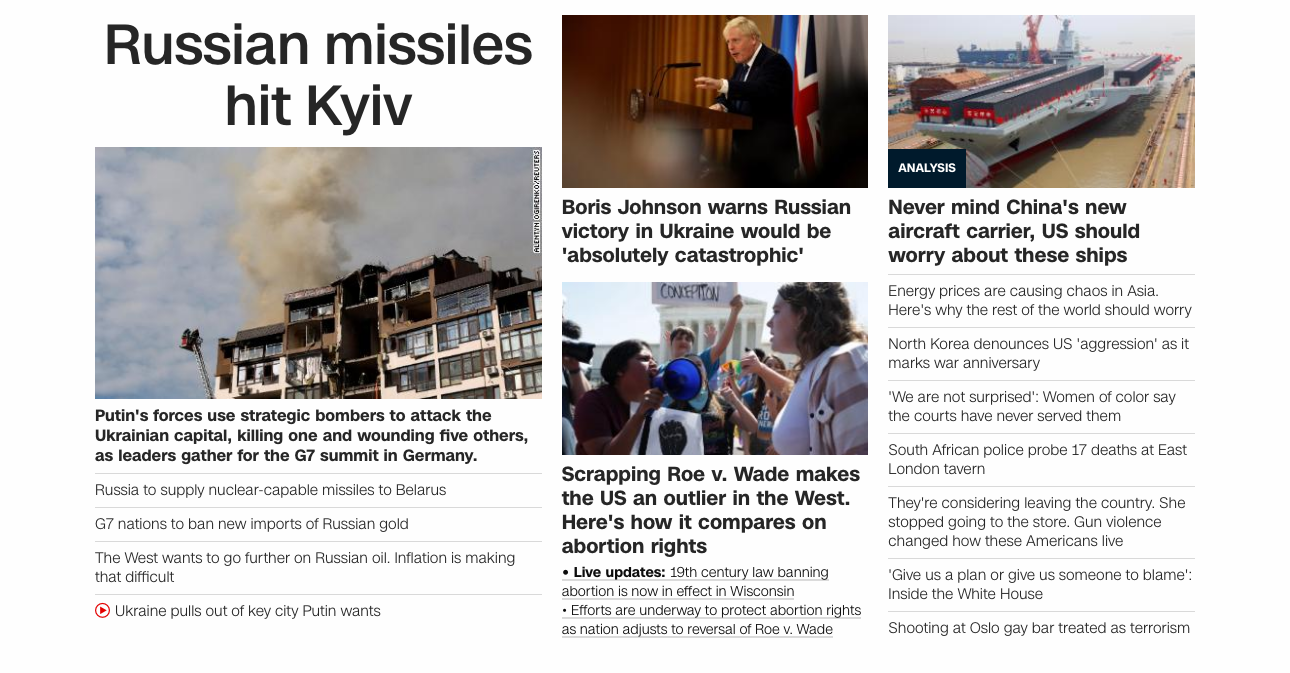 Russian missiles
hit Kyiv
Putin's forces use strategic bombers to attack the
Ukrainian capital, killing one and wounding five others,
as leaders gather for the G7 summit in Germany.
Russia to supply nuclear-capable missiles to Belarus
G7 nations to ban new imports of Russian gold
The West wants to go further on Russian oil. Inflation is making
that difficult
Ukraine pulls out of key city Putin wants
Boris Johnson warns Russian
victory in Ukraine would be
'absolutely catastrophic'
CONCEPTION
Scrapping Roe v. Wade makes
the US an outlier in the West.
Here's how it compares on
abortion rights
• Live updates: 19th century law banning
abortion is now in effect in Wisconsin
• Efforts are underway to protect abortion rights
as nation adjusts to reversal of Roe v. Wade
ANALYSIS
Never mind China's new
aircraft carrier, US should
worry about these ships
Energy prices are causing chaos in Asia.
Here's why the rest of the world should worry
North Korea denounces US 'aggression' as it
marks war anniversary
'We are not surprised': Women of color say
the courts have never served them
South African police probe 17 deaths at East
London tavern
They're considering leaving the country. She
stopped going to the store. Gun violence
changed how these Americans live
'Give us a plan or give us someone to blame':
Inside the White House
Shooting at Oslo gay bar treated as terrorism